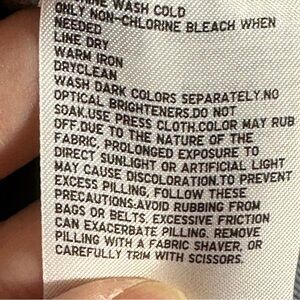 INE WASH COLD
ONLY NON-CHLORINE BLEACH WHEN
NEEDED
LINE DRY
WARM IRON
DRYCLEAN
WASH DARK COLORS SEPARATELY.NO
OPTICAL BRIGHTENERS.DO NOT
SOAK.USE PRESS CLOTH.COLOR MAY RUB
OFF.DUE TO THE NATURE OF THE
FABRIC, PROLONGED EXPOSURE TO
DIRECT SUNLIGHT OR ARTIFICIAL LIGHT
MAY CAUSE DISCOLORATION.TO PREVENT
EXCESS PILLING, FOLLOW THESE
PRECAUTIONS.AVOID RUBBING FROM
BAGS OR BELTS. EXCESSIVE FRICTION
CAN EXACERBATE PILLING. REMOVE
PILLING WITH A FABRIC SHAVER, OR
CAREFULLY TRIM WITH SCISSORS.